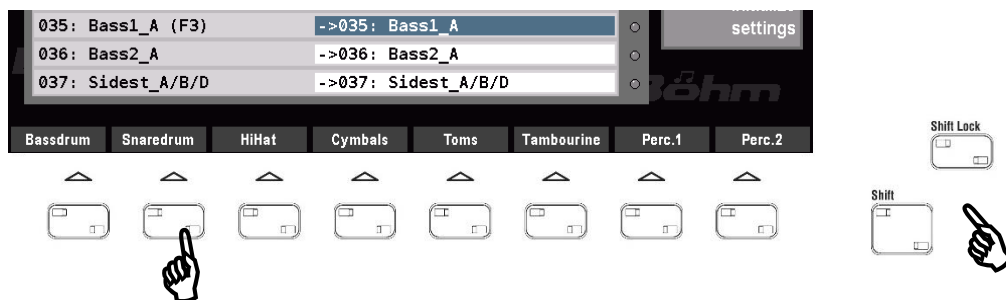 035: Bass1_A (F3) ->035: Bass1_A
settings
036: Bass2_A ->036: Bass2_A
037: Sidest_A/B/D ->037: Sidest_A/B/D
Böhm
Bassdrum Snaredrum HiHat Cymbals Toms Tambourine Perc.1 Perc.2
Shift Lock
Shift